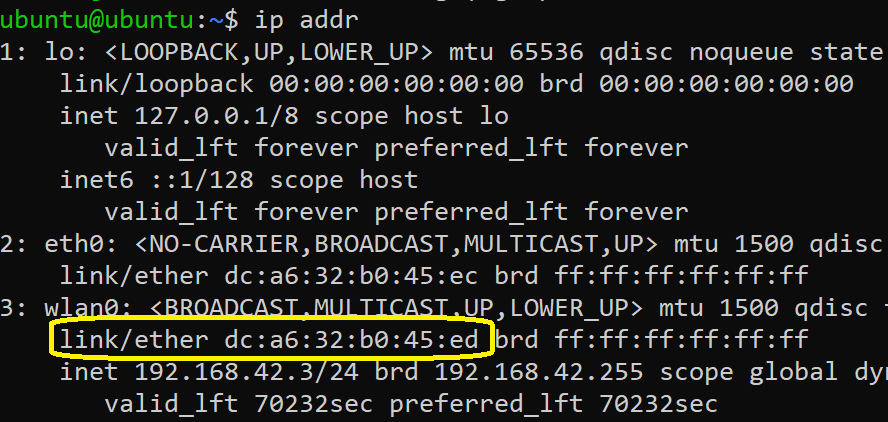 ubuntu@ubuntu:~$ ip addr
1: lo: <LOOPBACK,UP,LOWER_UP> mtu 65536 qdisc noqueue state
link/loopback 00:00:00:00:00:00 brd 00:00:00:00:00:00
inet 127.0.0.1/8 scope host lo
valid_lft forever preferred_lft forever
inet6 ::1/128 scope host
valid_lft forever preferred_lft forever
2: eth0: <NO-CARRIER,BROADCAST,MULTICAST,UP> mtu 1500 qdisc
link/ether dc:a6:32:b0:45:ec brd ff:ff:ff:ff:ff:ff
3: wlan0: <BROADCAST,MULTICAST,UP,LOWER_UP> mtu 1500 qdisc
link/ether dc:a6:32:b0:45:ed brd ff:ff:ff:ff:ff:ff
inet 192.168.42.3/24 brd 192.168.42.255 scope global dyn
valid_lft 70232sec preferred_lft 70232sec